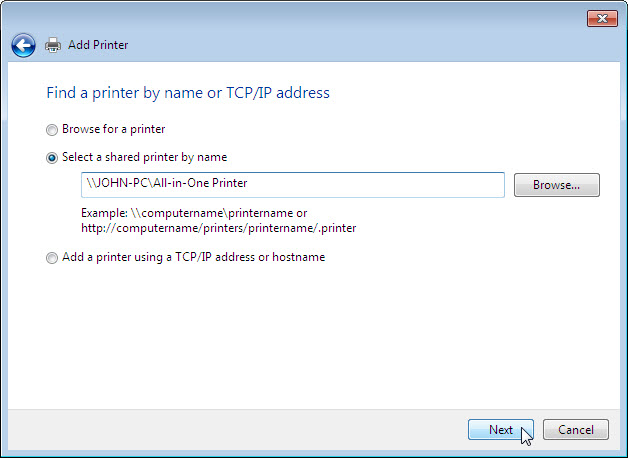 Add Printer
Find a printer by name or TCP/IP address
Browse for a printer
Select a shared printer by name
\\JOHN-PC\All-in-One Printer
Browse...
Example: \\computername\printername or
http://computername/printers/printername/.printer
Add a printer using a TCP/IP address or hostname
Next
Cancel